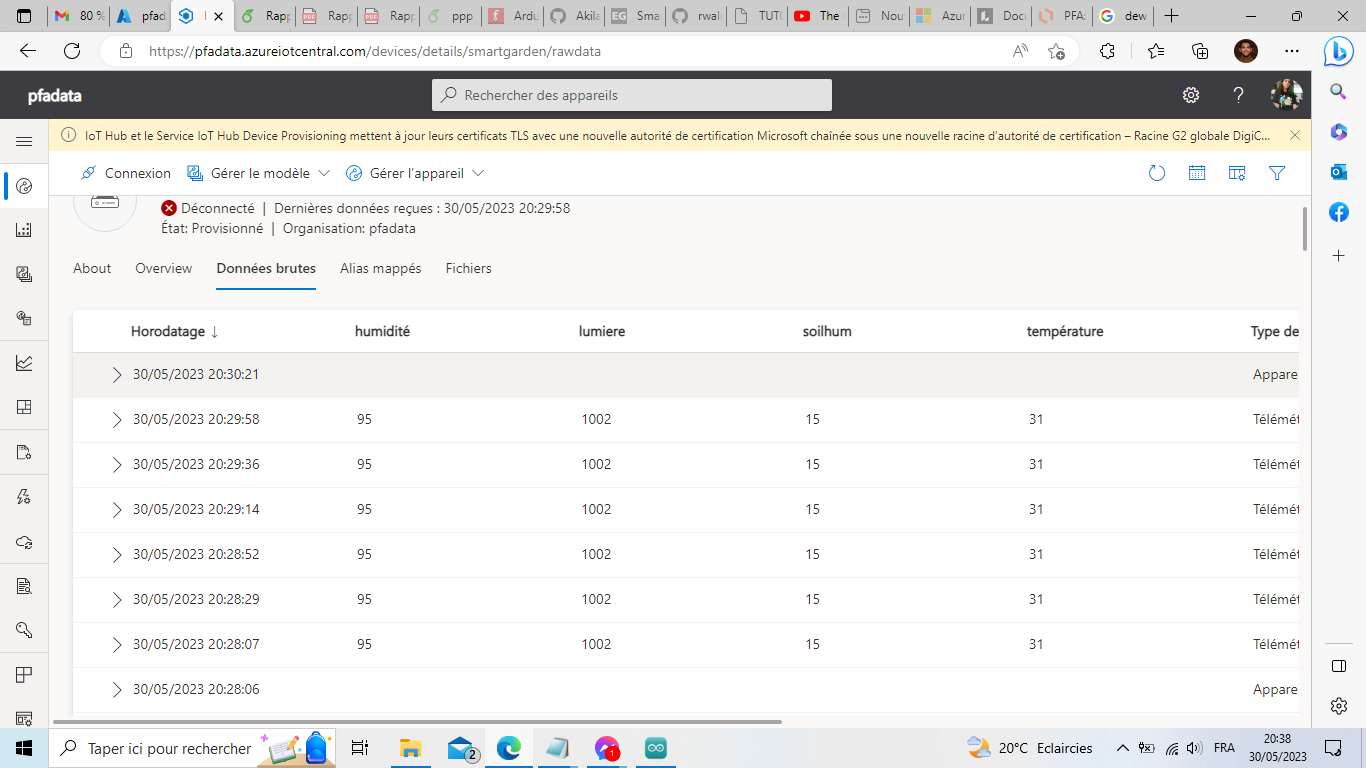 80 %
pfad
Rapp
Rapp
Rapp
ppp
Ardu
Akila
EG
Sma
rwal
TUTO
The
Nou
Azur
Doc
PFA:
dew
https://pfadata.azureiotcentral.com/devices/details/smartgarden/rawdata
pfadata
Rechercher des appareils
IoT Hub et le Service IoT Hub Device Provisioning mettent à jour leurs certificats TLS avec une nouvelle autorité de certification Microsoft chaînée sous une nouvelle racine d'autorité de certification – Racine G2 globale DigiC...
Connexion
Gérer le modèle
Gérer l'appareil
Déconnecté | Dernières données reçues : 30/05/2023 20:29:58
État: Provisionné | Organisation: pfadata
About Overview Données brutes Alias mappés Fichiers
Horodatage ↓ humidité lumiere soilhum température Type de
30/05/2023 20:30:21 Appare
30/05/2023 20:29:58 95 1002 15 31 Télémét
30/05/2023 20:29:36 95 1002 15 31 Télémét
30/05/2023 20:29:14 95 1002 15 31 Télémét
30/05/2023 20:28:52 95 1002 15 31 Télémét
30/05/2023 20:28:29 95 1002 15 31 Télémét
30/05/2023 20:28:07 95 1002 15 31 Télémét
30/05/2023 20:28:06 Appare
Taper ici pour rechercher
2
1
20°C Eclaircies
FRA
20:38
30/05/2023